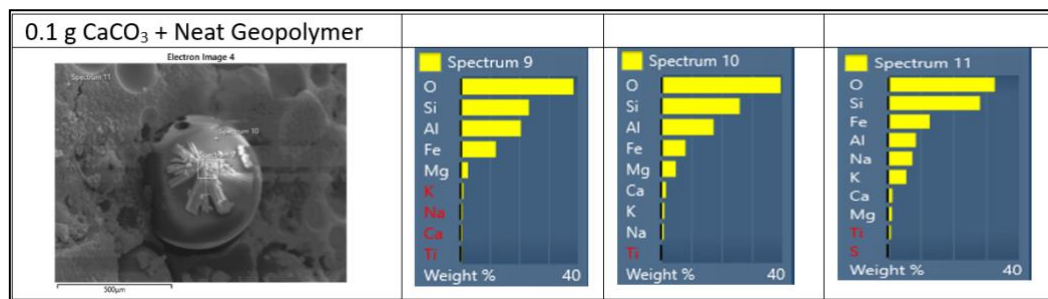 0.1 g CaCO₃ + Neat Geopolymer
Electron Image 4
Spectrum 11
Spectrum 10
500µm
Spectrum 9
O
Si
Al
Fe
Mg
K
Na
Ca
Ti
Weight % 40
Spectrum 10
O
Si
Al
Fe
Mg
Ca
K
Na
Ti
Weight % 40
Spectrum 11
O
Si
Fe
Al
Na
K
Ca
Mg
Ti
S
Weight % 40